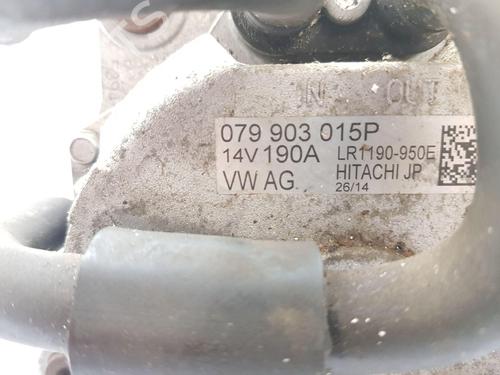 IN OUT
079 903 015P
14V 190A LR1190-950E
VW AG HITACHI JP
26/14